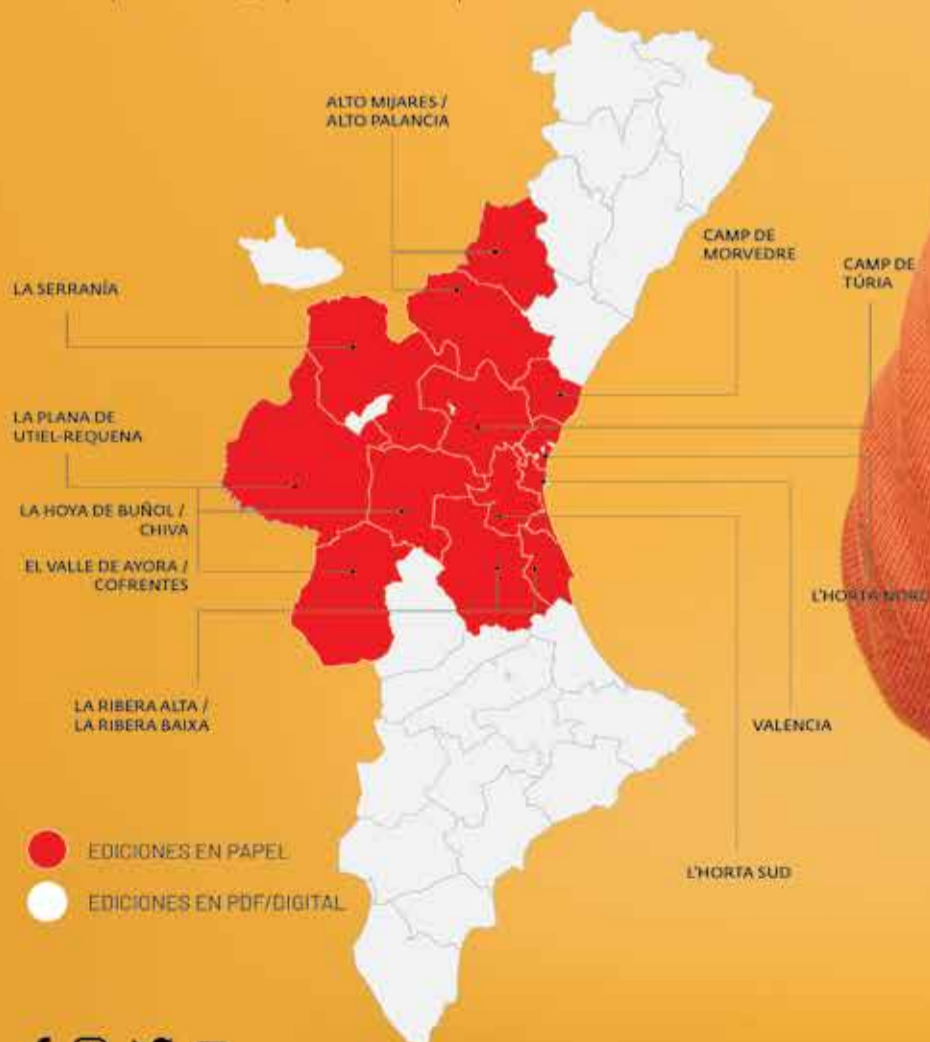 ALTO MIJARES /
ALTO PALANCIA
CAMP DE
MORVEDRE
CAMP DE
TÚRIA
LA SERRANÍA
LA PLANA DE
UTIEL-REQUENA
LA HOYA DE BUÑOL /
CHIVA
EL VALLE DE AYORA /
COFRENTES
L'HORTA NORD
LA RIBERA ALTA /
LA RIBERA BAIXA
VALENCIA
EDICIONES EN PAPEL
L'HORTA SUD
EDICIONES EN PDF/DIGITAL